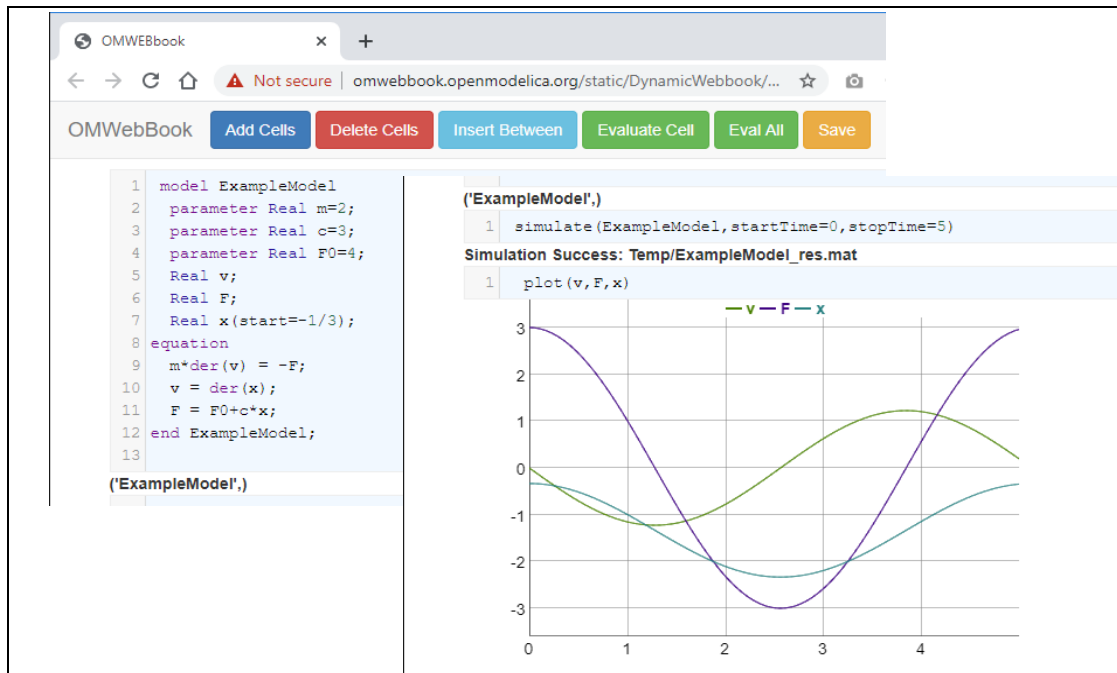 OMWEBbook × +
Not secure | omwebbook.openmodelica.org/static/DynamicWebbook/...
OMWebBook Add Cells Delete Cells Insert Between Evaluate Cell Eval All Save
1 model ExampleModel
2 parameter Real m=2;
3 parameter Real c=3;
4 parameter Real F0=4;
5 Real v;
6 Real F;
7 Real x(start=-1/3);
8 equation
9 m*der(v) = -F;
10 v = der(x);
11 F = F0+c*x;
12 end ExampleModel;
13
('ExampleModel',)
('ExampleModel',)
1 simulate(ExampleModel,startTime=0,stopTime=5)
Simulation Success: Temp/ExampleModel_res.mat
1 plot(v,F,x)
v F x
3
2
1
0
-1
-2
-3
0 1 2 3 4